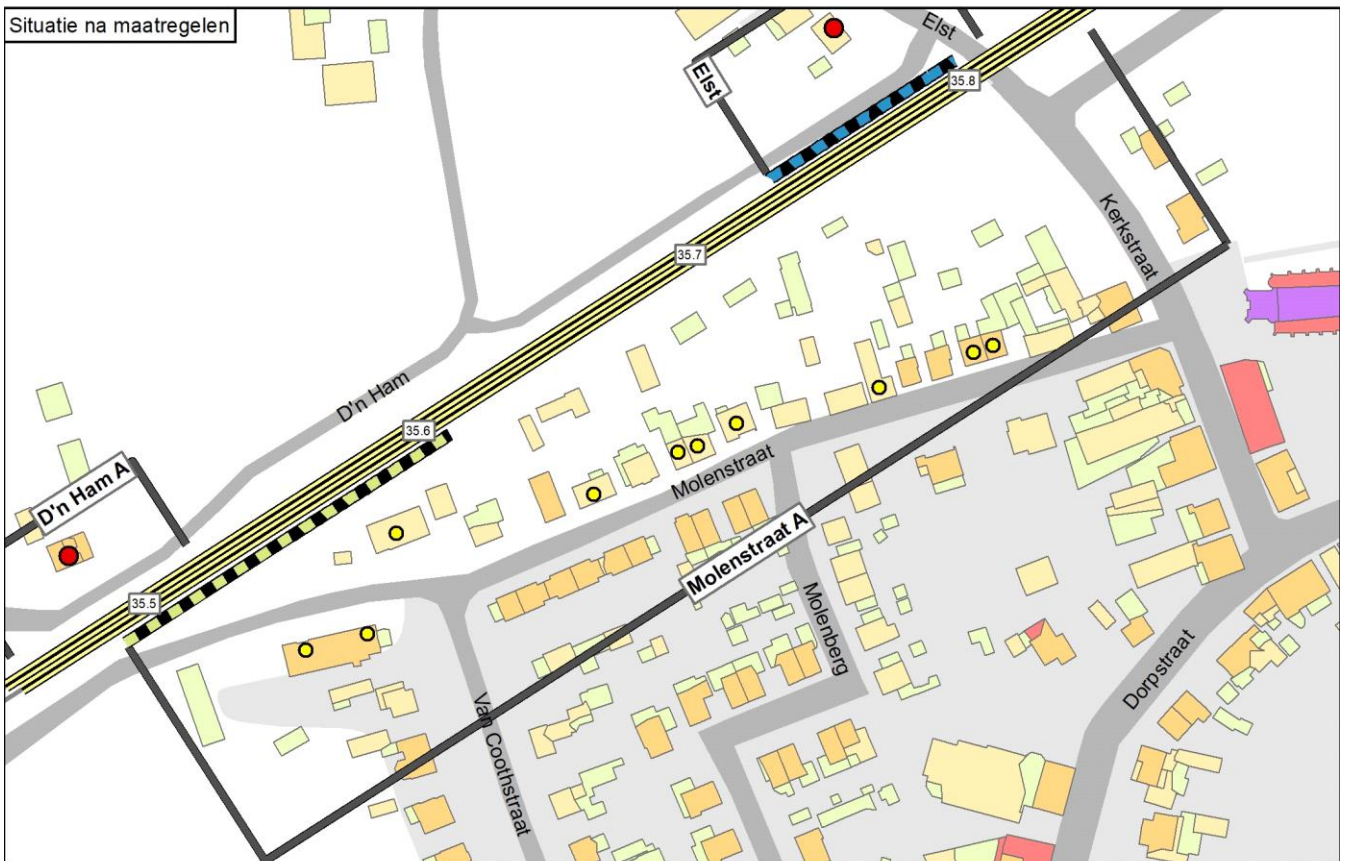 Situatie na maatregelen
Elst
Elst
35.8
Kerkstraat
35.7
D'n Ham
35.6
D'n Ham A
Molenstraat
Molenstraat A
35.5
Molenberg
Dorpstraat
Van Coothstraat